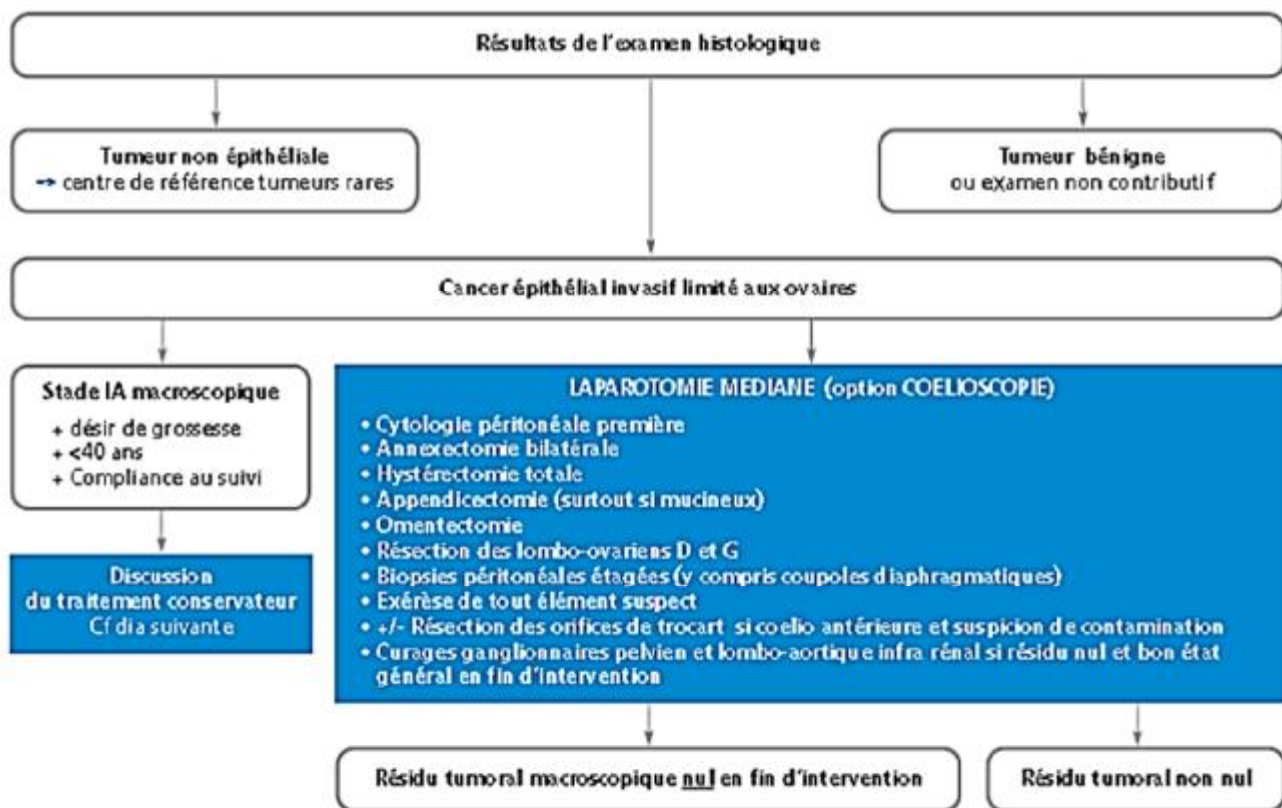 Résultats de l'examen histologique
Tumeur non épithéliale
→ centre de référence tumeurs rares
Tumeur bénigne
ou examen non contributif
Cancer épithélial invasif limité aux ovaires
Stade IA macroscopique
+ désir de grossesse
+ <40 ans
+ Compliance au suivi
Discussion
du traitement conservateur
Cf dia suivante
LAPAROTOMIE MEDIANE (option COELIOSCOPIE)
• Cytologie péritonéale première
• Annexectomie bilatérale
• Hystérectomie totale
• Appendicectomie (surtout si mucineux)
• Omentectomie
• Résection des lombo-ovariens D et G
• Biopsies péritonéales étagées (y compris coupoles diaphragmatiques)
• Exérèse de tout élément suspect
• +/- Résection des orifices de trocart si coelio antérieure et suspicion de contamination
• Curages ganglionnaires pelvien et lombo-aortique infra rénal si résidu nul et bon état
général en fin d'intervention
Résidu tumoral macroscopique nul en fin d'intervention
Résidu tumoral non nul